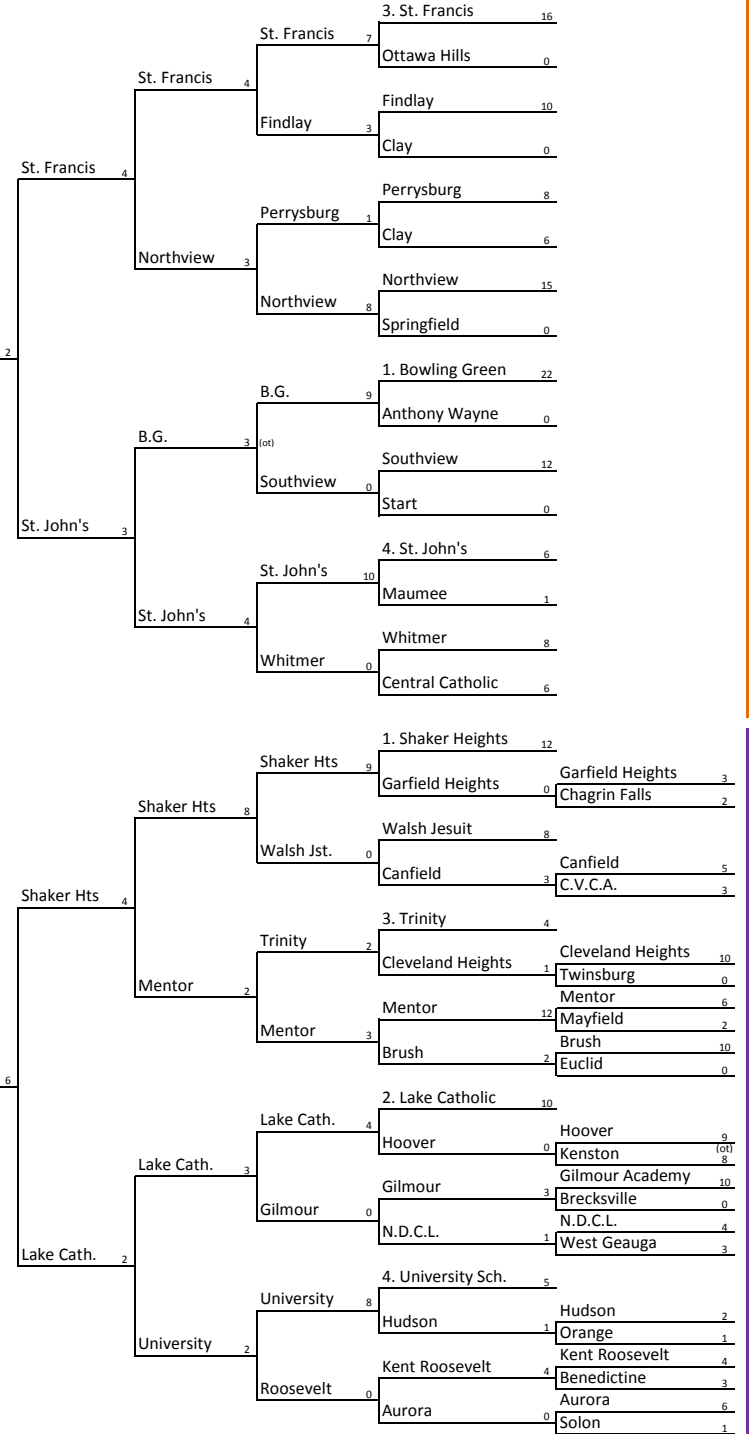 3. St. Francis 16
St. Francis 7
Ottawa Hills 0
St. Francis 4
Findlay 10
Findlay 3
Clay 0
St. Francis 4
Perrysburg 8
Perrysburg 1
Clay 6
Northview 3
Northview 15
Northview 8
Springfield 0
2
1. Bowling Green 22
B.G. 9
Anthony Wayne 0
B.G. 3 (ot)
Southview 12
Southview 0
Start 0
St. John's 3
4. St. John's 6
St. John's 10
Maumee 1
St. John's 4
Whitmer 8
Whitmer 0
Central Catholic 6
1. Shaker Heights 12
Shaker Hts 9
Garfield Heights 3
Garfield Heights 0
Chagrin Falls 2
Shaker Hts 8
Walsh Jesuit 8
Walsh Jst. 0
Canfield 5
Canfield 3
C.V.C.A. 3
Shaker Hts 4
3. Trinity 4
Trinity 2
Cleveland Heights 10
Cleveland Heights 1
Twinsburg 0
Mentor 2
Mentor 6
Mentor 12
Mayfield 2
Mentor 3
Brush 10
Brush 2
Euclid 0
6
2. Lake Catholic 10
Lake Cath. 4
Hoover 9
Hoover 0
(ot)
Kenston 8
Lake Cath. 3
Gilmour Academy 10
Gilmour 3
Brecksville 0
Gilmour 0
N.D.C.L. 4
N.D.C.L. 1
West Geauga 3
Lake Cath. 2
4. University Sch. 5
University 8
Hudson 2
Hudson 1
Orange 1
University 2
Kent Roosevelt 4
Kent Roosevelt 4
Benedictine 3
Roosevelt 0
Aurora 6
Aurora 0
Solon 1